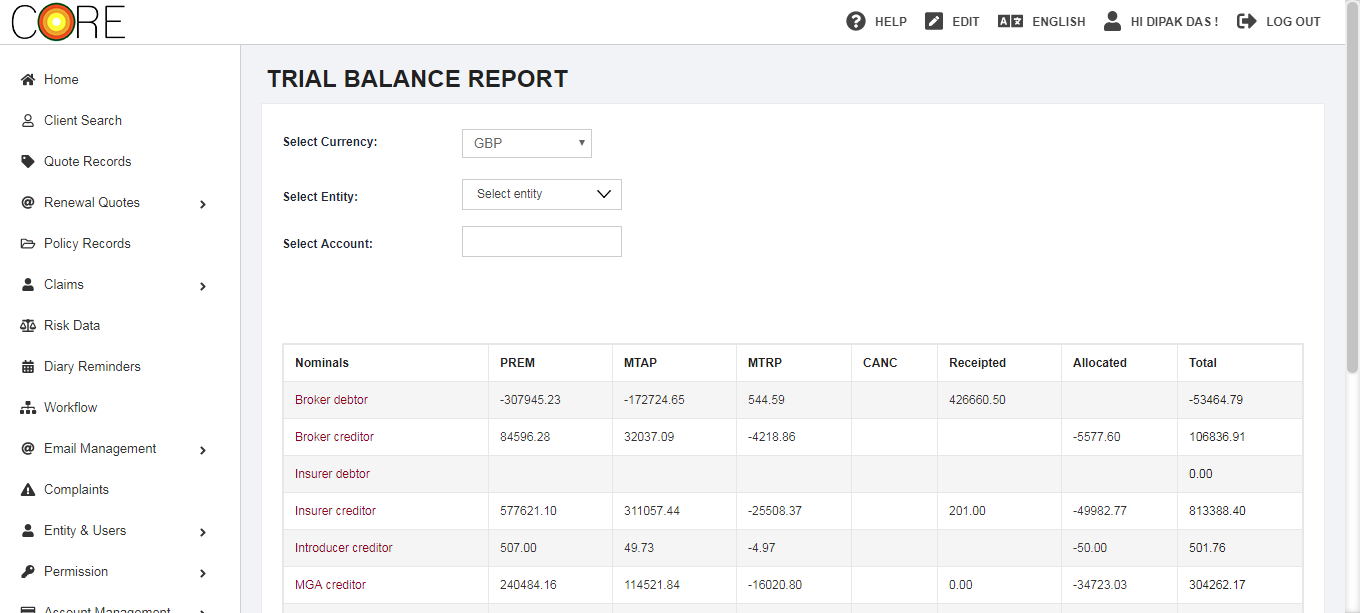 CORE
HELP EDIT ENGLISH HI DIPAK DAS ! LOG OUT
Home
Client Search
Quote Records
Renewal Quotes
Policy Records
Claims
Risk Data
Diary Reminders
Workflow
Email Management
Complaints
Entity & Users
Permission
Account Management
TRIAL BALANCE REPORT
Select Currency: GBP
Select Entity: Select entity
Select Account:
Nominals PREM MTAP MTRP CANC Receipted Allocated Total
Broker debtor -307945.23 -172724.65 544.59 426660.50 -53464.79
Broker creditor 84596.28 32037.09 -4218.86 -5577.60 106836.91
Insurer debtor 0.00
Insurer creditor 577621.10 311057.44 -25508.37 201.00 -49982.77 813388.40
Introducer creditor 507.00 49.73 -4.97 -50.00 501.76
MGA creditor 240484.16 114521.84 -16020.80 0.00 -34723.03 304262.17